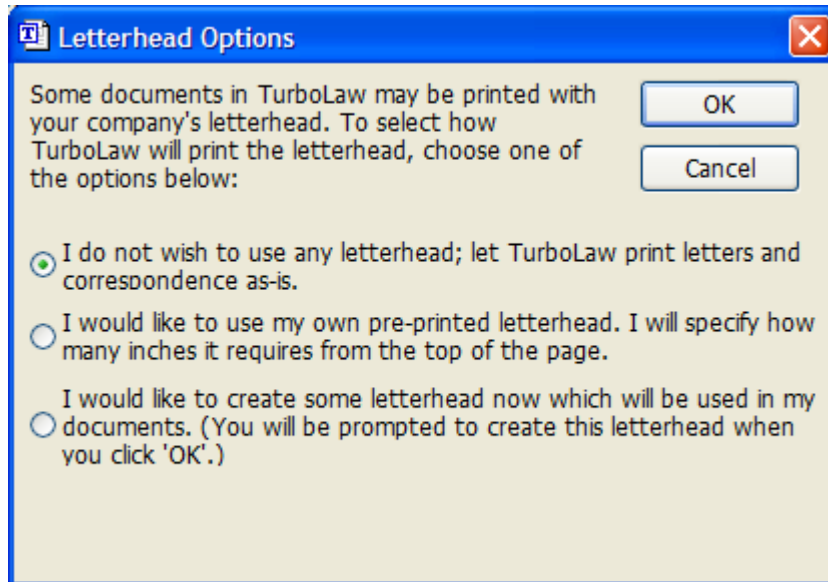 Letterhead Options
Some documents in TurboLaw may be printed with
your company's letterhead. To select how
TurboLaw will print the letterhead, choose one of
the options below:
OK
Cancel
I do not wish to use any letterhead; let TurboLaw print letters and
correspondence as-is.
I would like to use my own pre-printed letterhead. I will specify how
many inches it requires from the top of the page.
I would like to create some letterhead now which will be used in my
documents. (You will be prompted to create this letterhead when
you click 'OK'.)